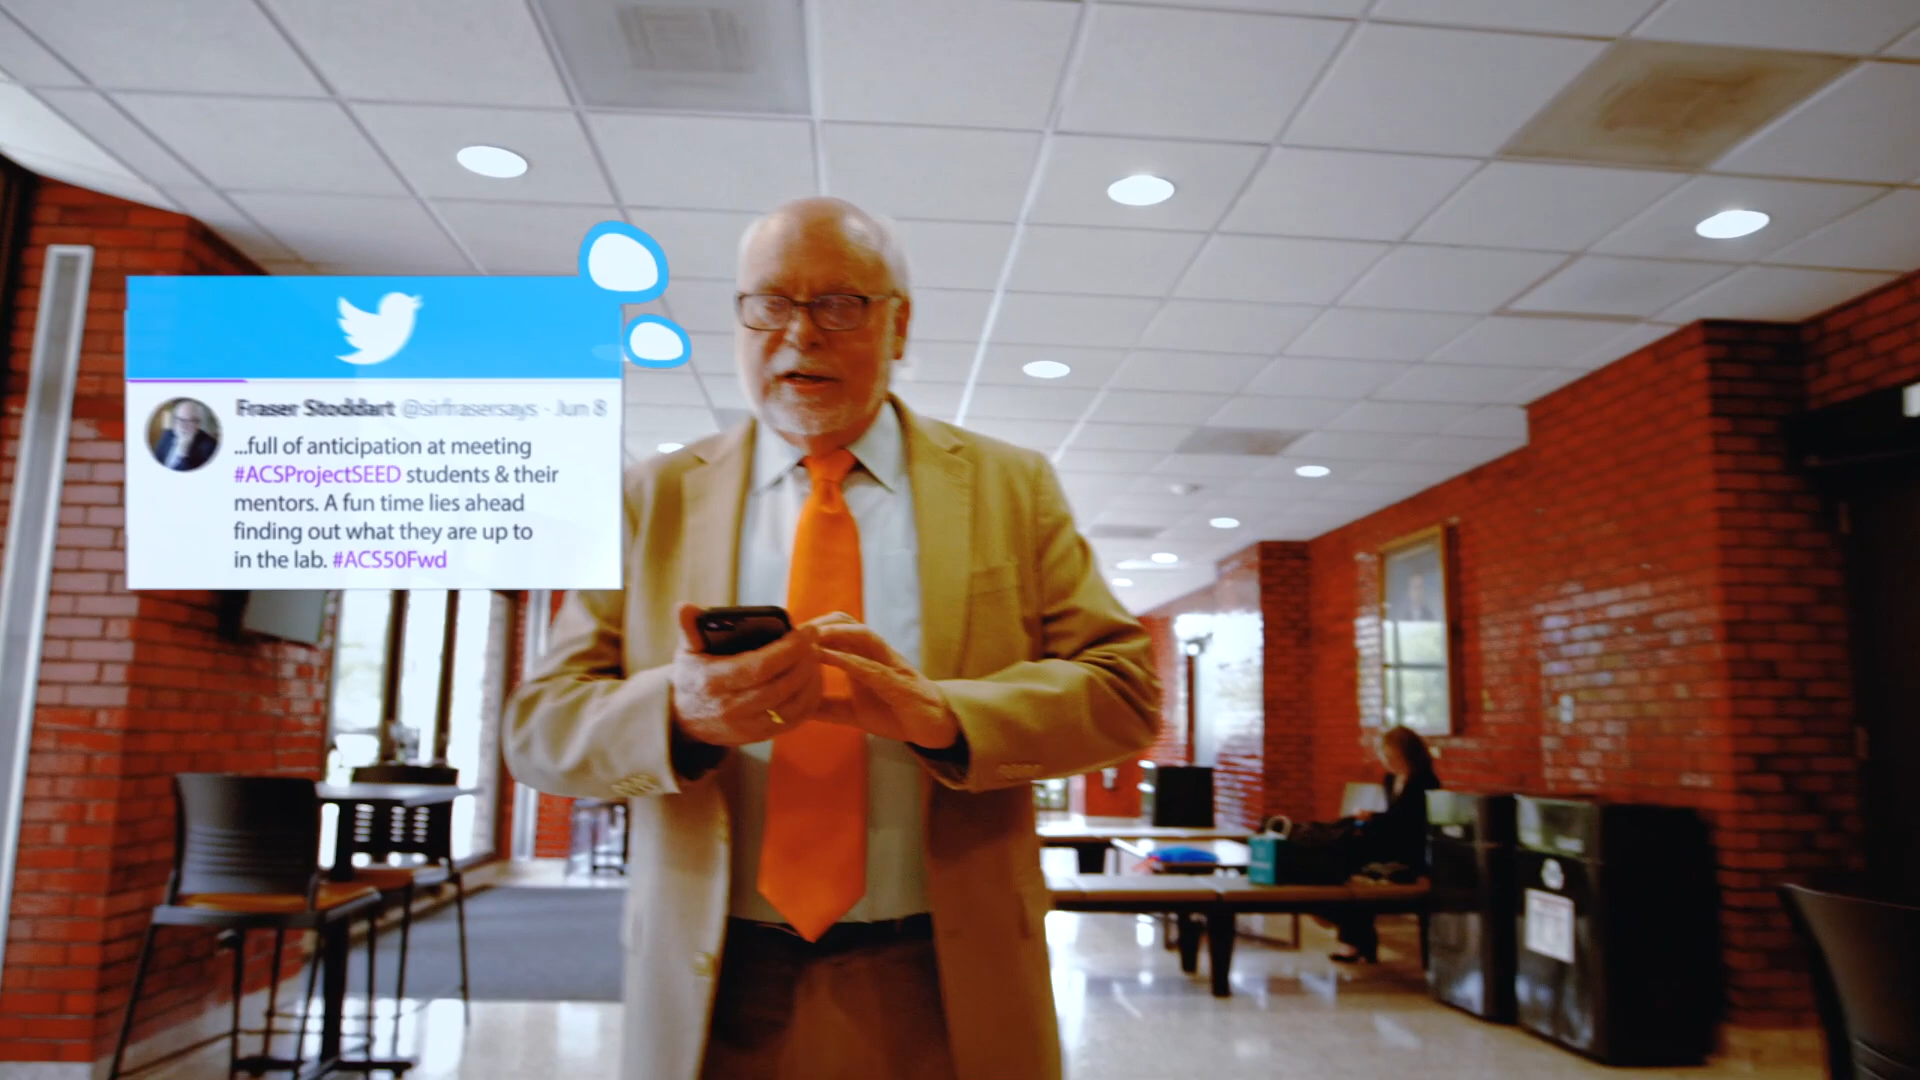 Fraser Stoddart @sirfrasersays · Jun 8
...full of anticipation at meeting
#ACSProjectSEED students & their
mentors. A fun time lies ahead
finding out what they are up to
in the lab. #ACS50Fwd